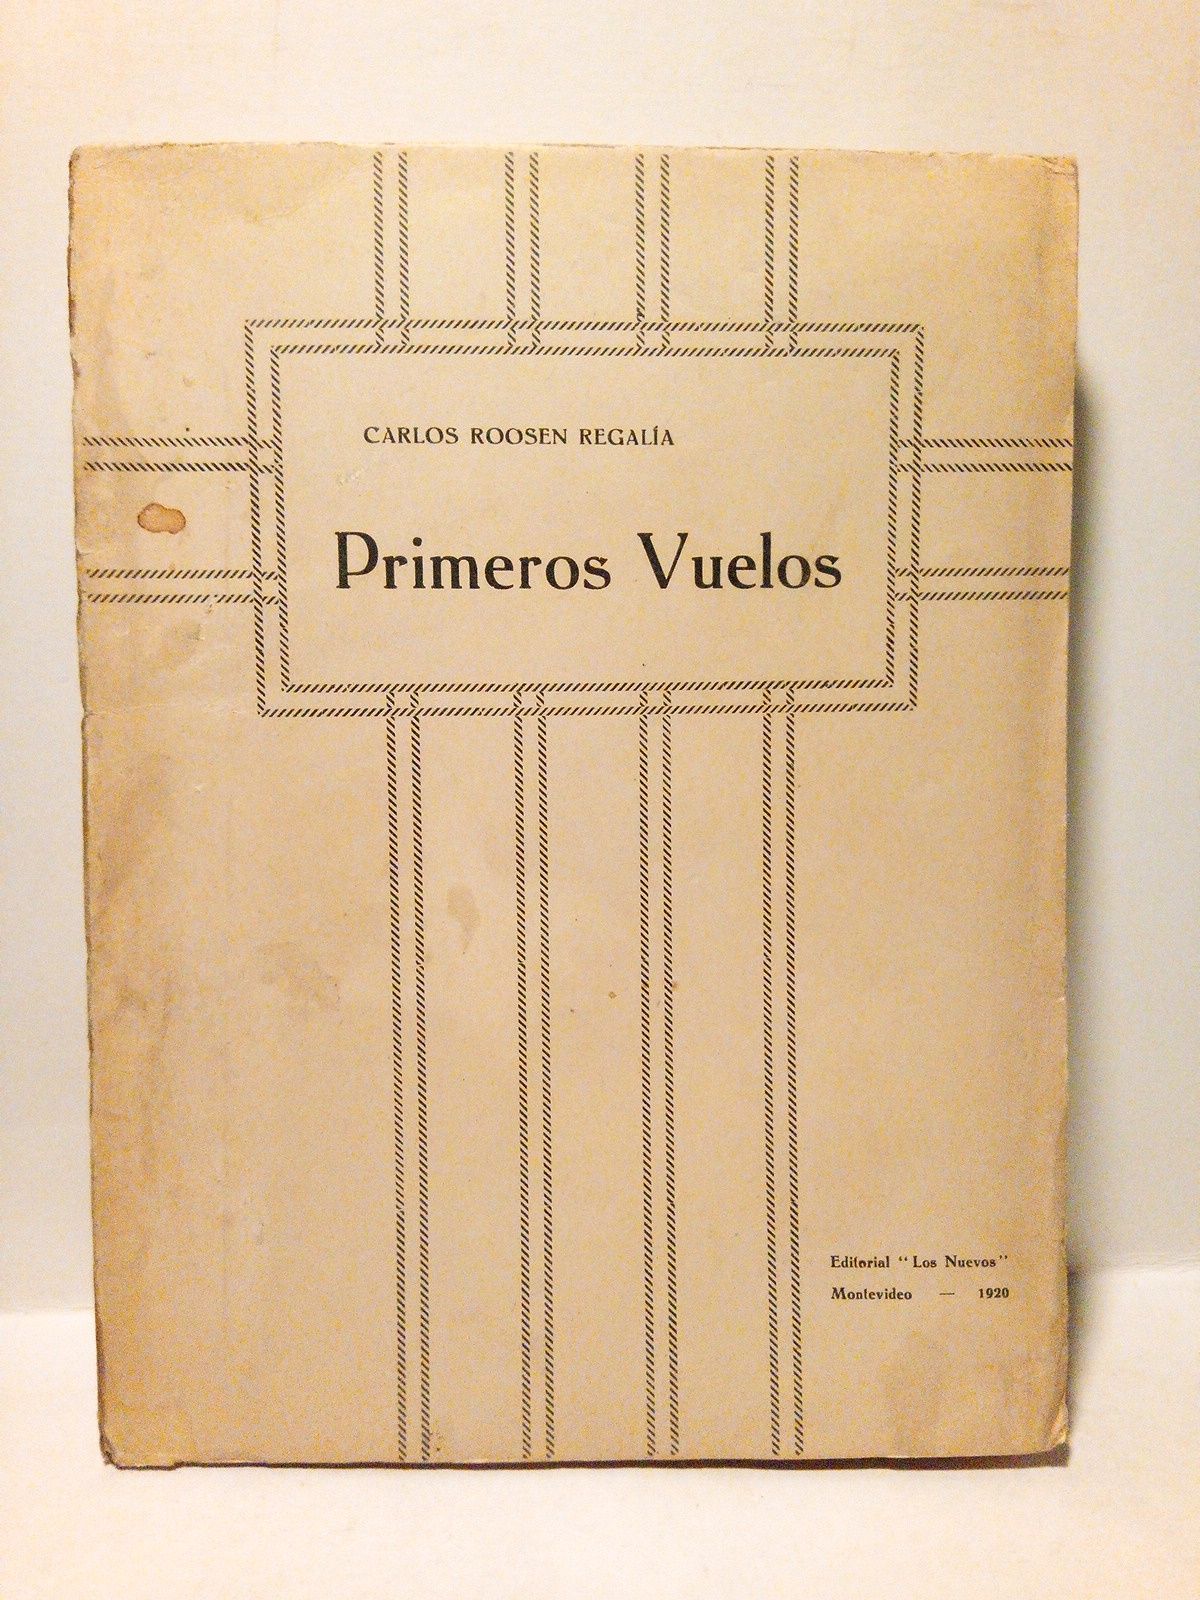 CARLOS ROOSEN REGALÍA
Primeros Vuelos
Editorial "Los Nuevos"
Montevideo — 1920